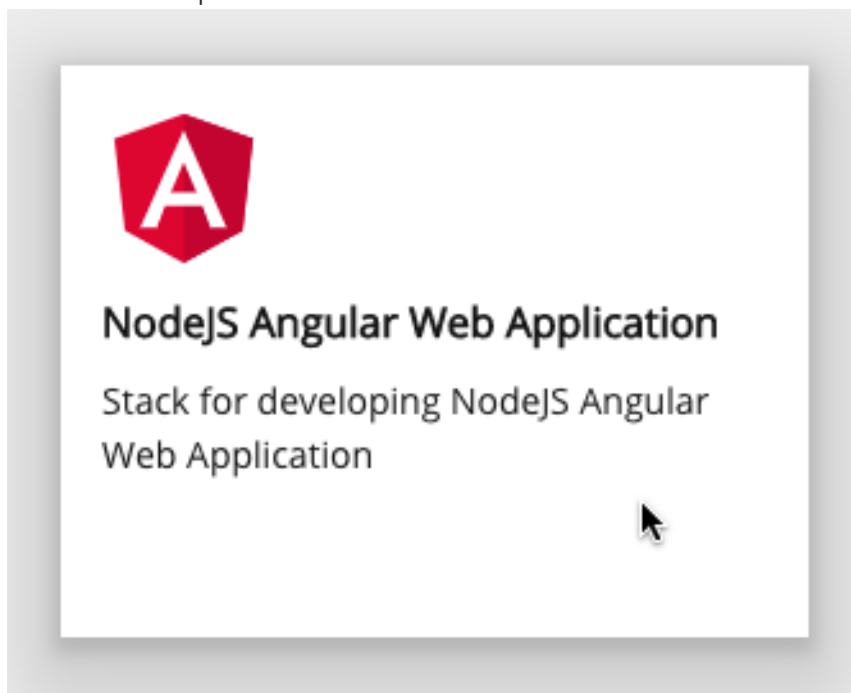 A
NodeJS Angular Web Application
Stack for developing NodeJS Angular
Web Application